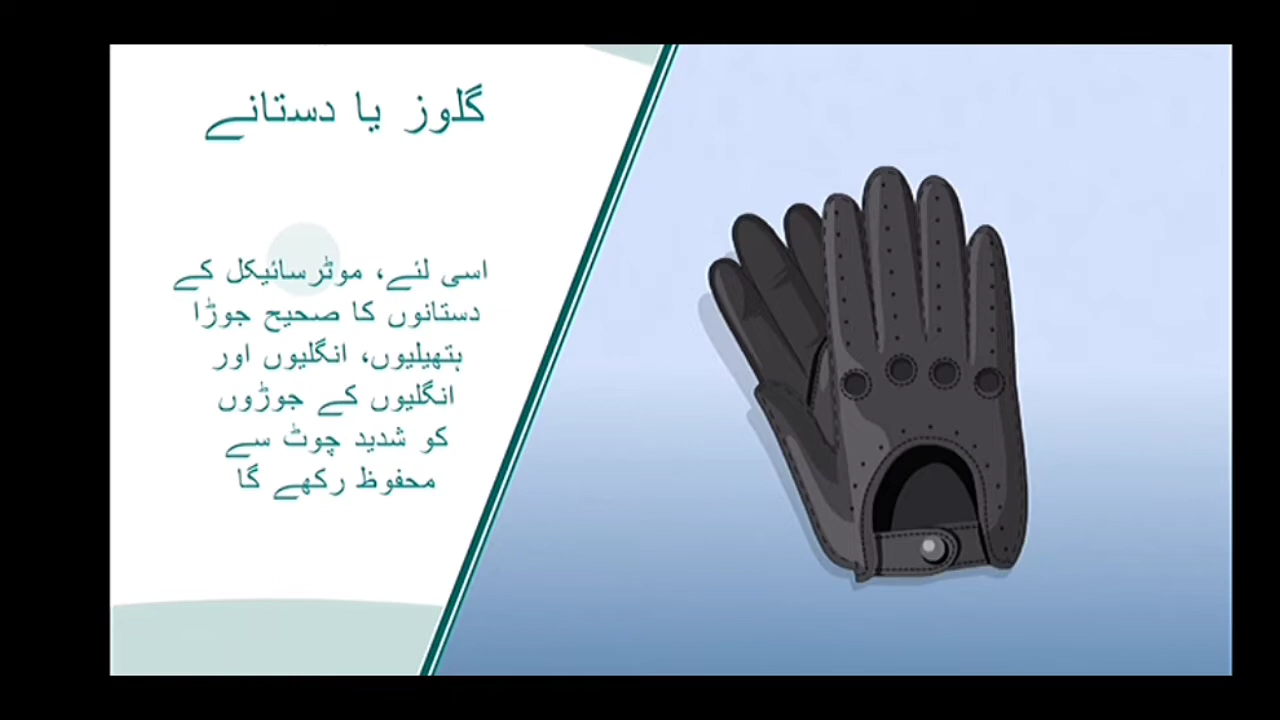 گلوز یا دستانے
اسی لئے، موٹرسائیکل کے
دستانوں کا صحیح جوڑا
ہتھیلیوں، انگلیوں اور
انگلیوں کے جوڑوں
کو شدید چوٹ سے
محفوظ رکھے گا